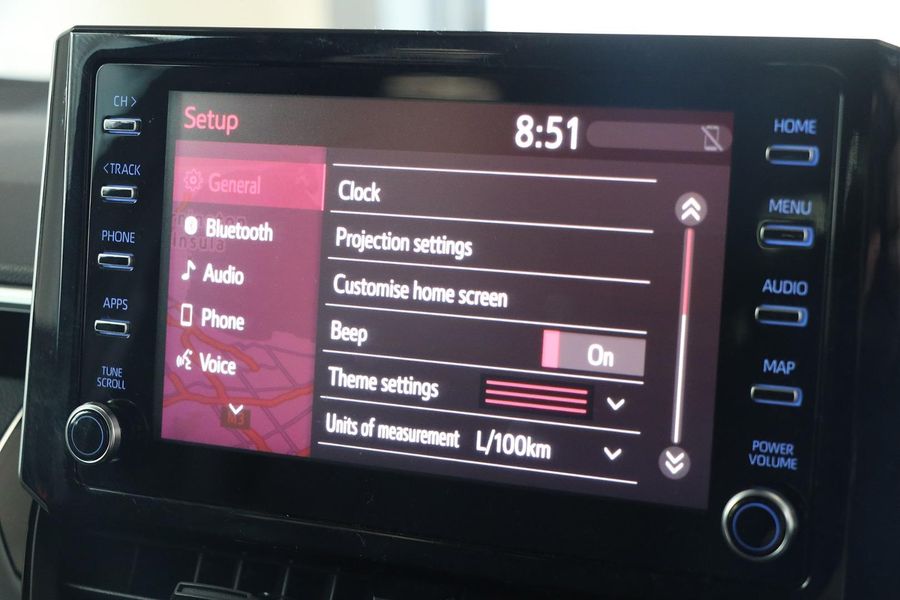 CH >
< TRACK
PHONE
APPS
TUNE
SCROLL
Setup
8:51
General
Bluetooth
Audio
Phone
Voice
M3
Clock
Projection settings
Customise home screen
Beep
On
Theme settings
Units of measurement L/100km
HOME
MENU
AUDIO
MAP
POWER
VOLUME